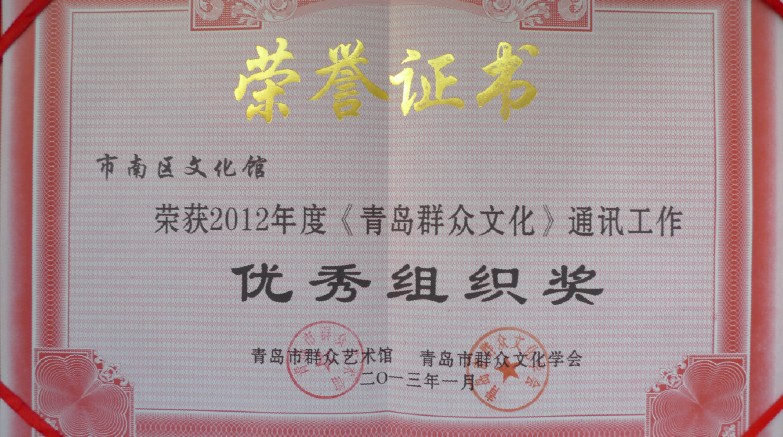 荣誉证书
市南区文化馆
荣获2012年度《青岛群众文化》通讯工作
优秀组织奖
青岛市群众艺术馆 青岛市群众文化学会
二〇一三年一月